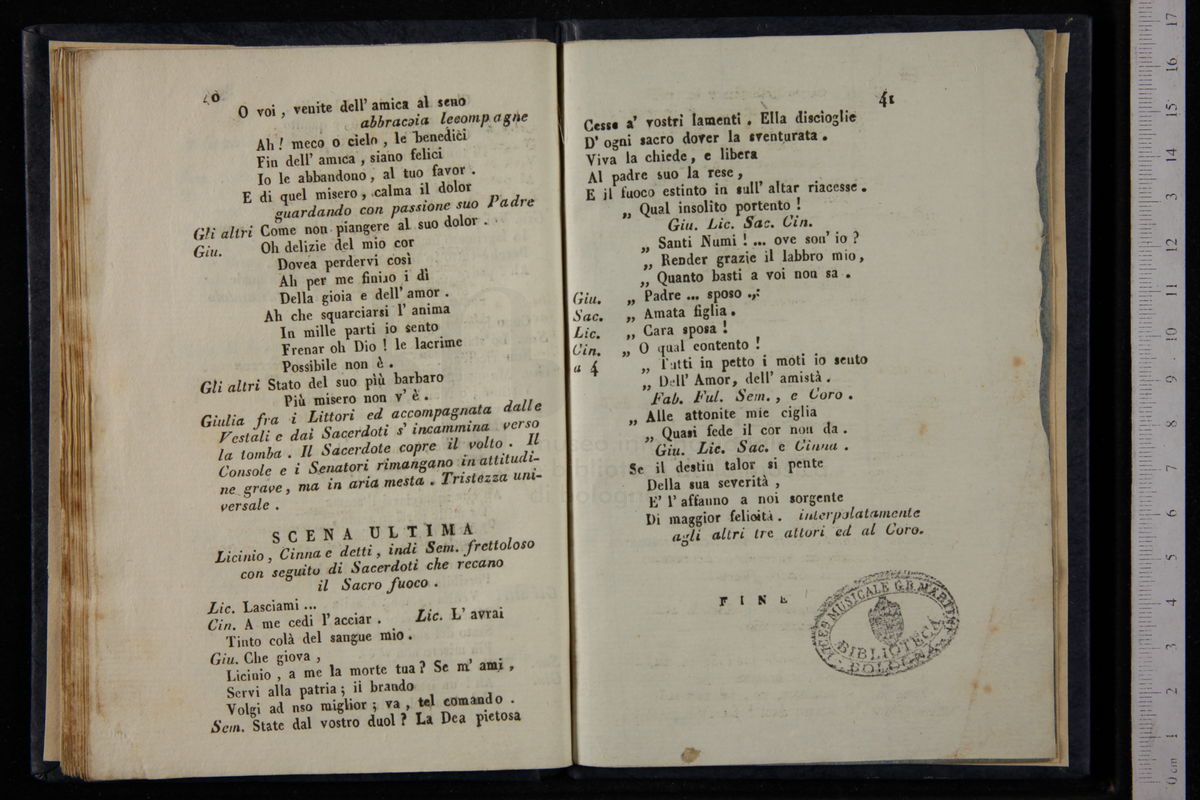 40
O voi , venite dell' amica al seno
abbraccia lecompagne
Ah ! meco o cielo , le benedici
Fin dell' amica , siano felici
Io le abbandono , al tuo favor .
E di quel misero , calma il dolor
guardando con passione suo Padre
Gli altri Come non piangere al suo dolor .
Giu. Oh delizie del mio cor
Dovea perdervi così
Ah per me finiro i dì
Della gioia e dell' amor .
Ah che squarciarsi l' anima
In mille parti io sento
Frenar oh Dio ! le lacrime
Possibile non è .
Gli altri Stato del suo più barbaro
Più misero non v' è .
Giulia fra i Littori ed accompagnata dalle
Vestali e dai Sacerdoti s' incammina verso
la tomba . Il Sacerdote copre il volto . Il
Console e i Senatori rimangano in attitudi-
ne grave, ma in aria mesta . Tristezza uni-
versale .
SCENA ULTIMA
Licinio , Cinna e detti , indi Sem. frettoloso
con seguito di Sacerdoti che recano
il Sacro fuoco .
Lic. Lasciami ...
Cin. A me cedi l' acciar . Lic. L' avrai
Tinto colà del sangue mio .
Giu. Che giova ,
Licinio , a me la morte tua ? Se m' ami ,
Servi alla patria ; il brando
Volgi ad nso miglior ; va , tel comando .
Sem. State dal vostro duol ? La Dea pietosa
41
Cesse a' vostri lamenti . Ella discioglie
D' ogni sacro dover la sventurata .
Viva la chiede , e libera
Al padre suo la rese ,
E il fuoco estinto in sull' altar riacesse .
„ Qual insolito portento !
Giu. Lic. Sac. Cin.
„ Santi Numi ! ... ove son' io ?
„ Render grazie il labbro mio,
„ Quanto basti a voi non sa .
Giu. „ Padre ... sposo ...
Sac. „ Amata figlia .
Lic. „ Cara sposa !
Cin. „ O qual contento !
a 4 „ Tutti in petto i moti io sento
„ Dell' Amor, dell' amistà .
Fab. Ful. Sem. , e Coro .
„ Alle attonite mie ciglia
„ Quasi fede il cor non da .
Giu. Lic. Sac. e Cinna .
Se il destin talor si pente
Della sua severità ,
E' l' affanno a noi sorgente
Di maggior felicità . interpolatamente
agli altri tre attori ed al Coro.
FINE
LICEO MUSICALE G.B. MARTINI
BIBLIOTECA
BOLOGNA